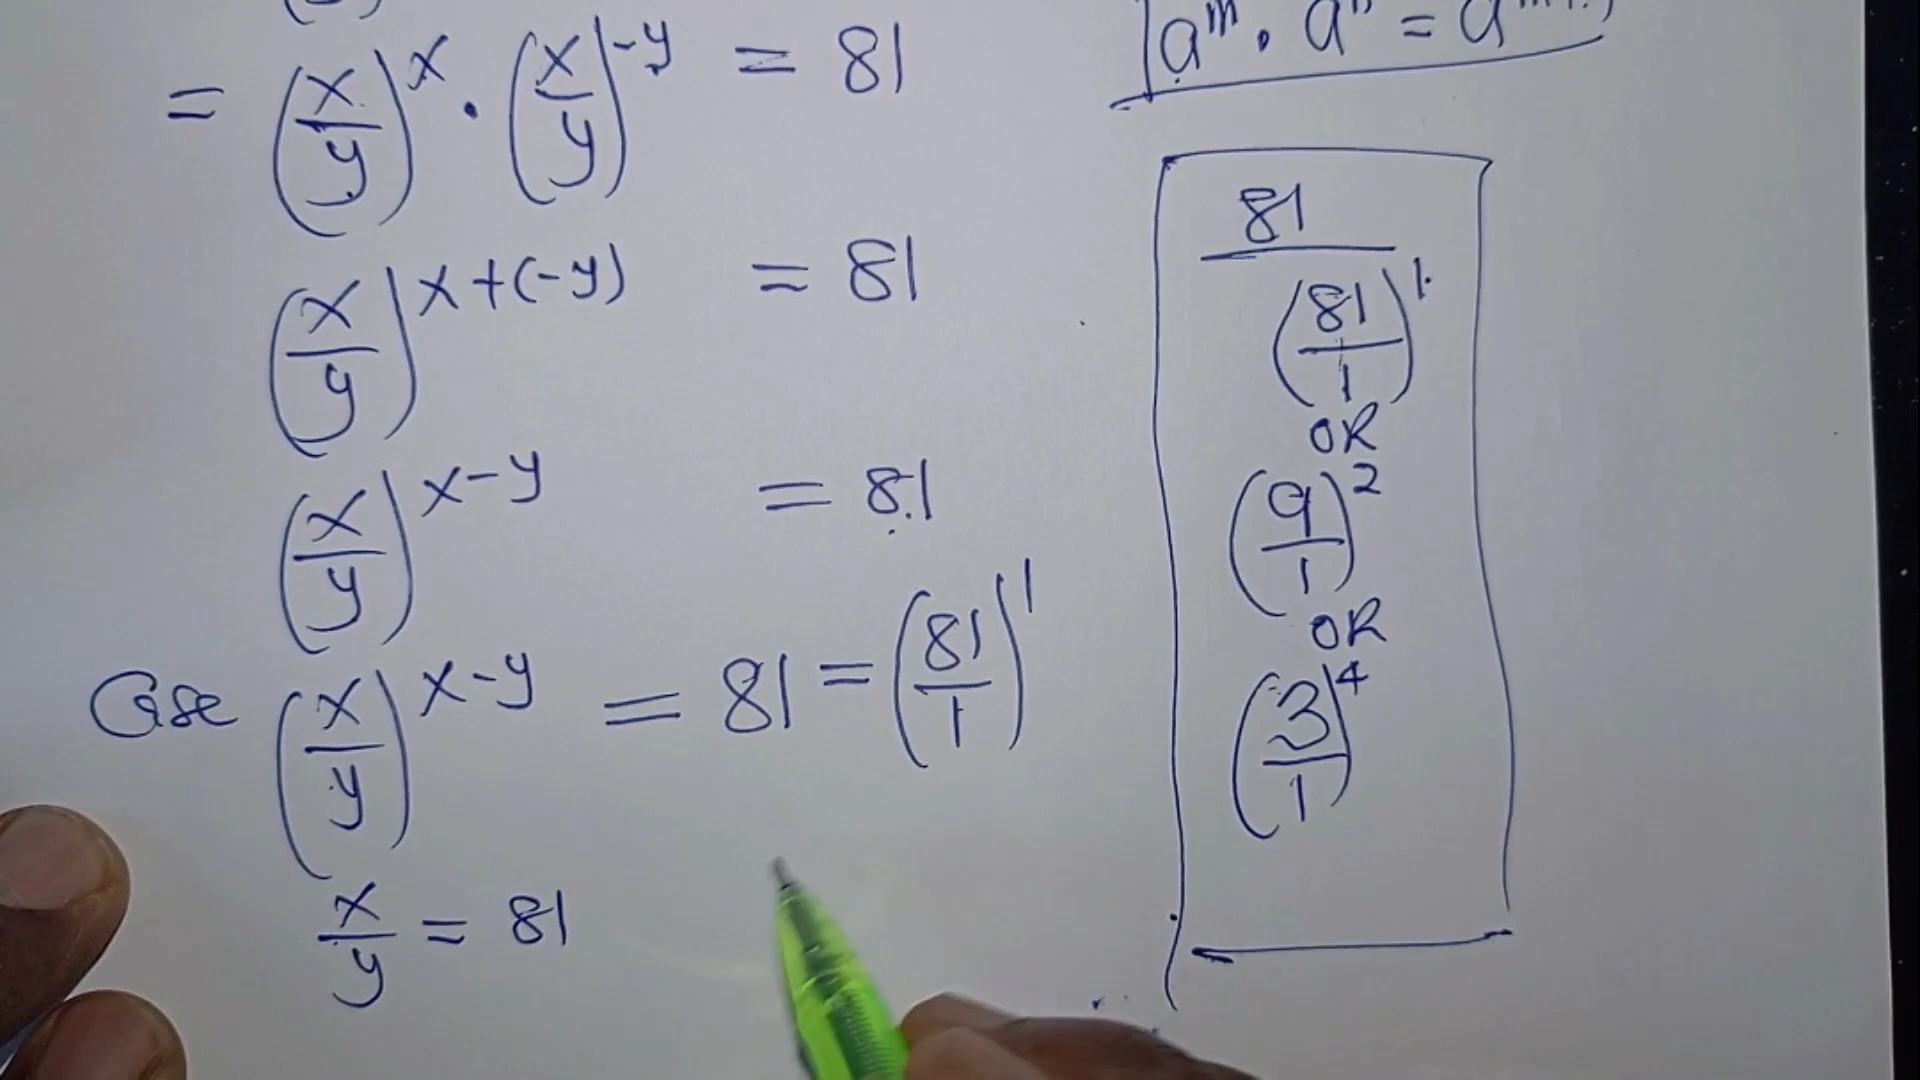 a^m . a^n = a^m
= (x/y)^x . (x/y)^-y = 81
(x/y)^x+(-y) = 81
(x/y)^x-y = 81
Case (x/y)^x-y = 81 = (81/1)^1
x/y = 81
81
(81/1)^1
OR
(9/1)^2
OR
(3/1)^4